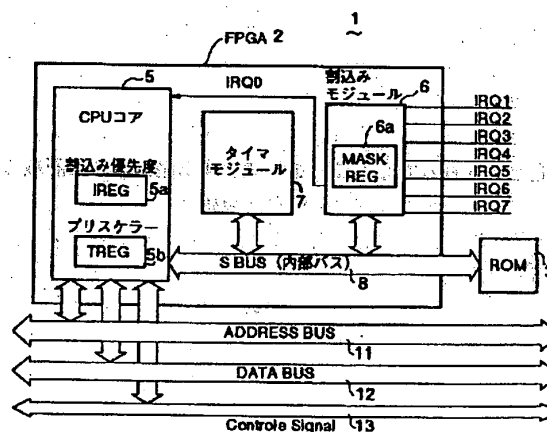 1
FPGA 2
5
IRQ0
割込み
モジュール
6
CPUコア
6a
MASK
REG
IRQ1
IRQ2
IRQ3
IRQ4
IRQ5
IRQ6
IRQ7
タイマ
モジュール
7
割込み優先度
IREG
5a
プリスケラー
TREG
5b
S BUS (内部バス)
8
ROM
ADDRESS BUS
11
DATA BUS
12
Controle Signal
13